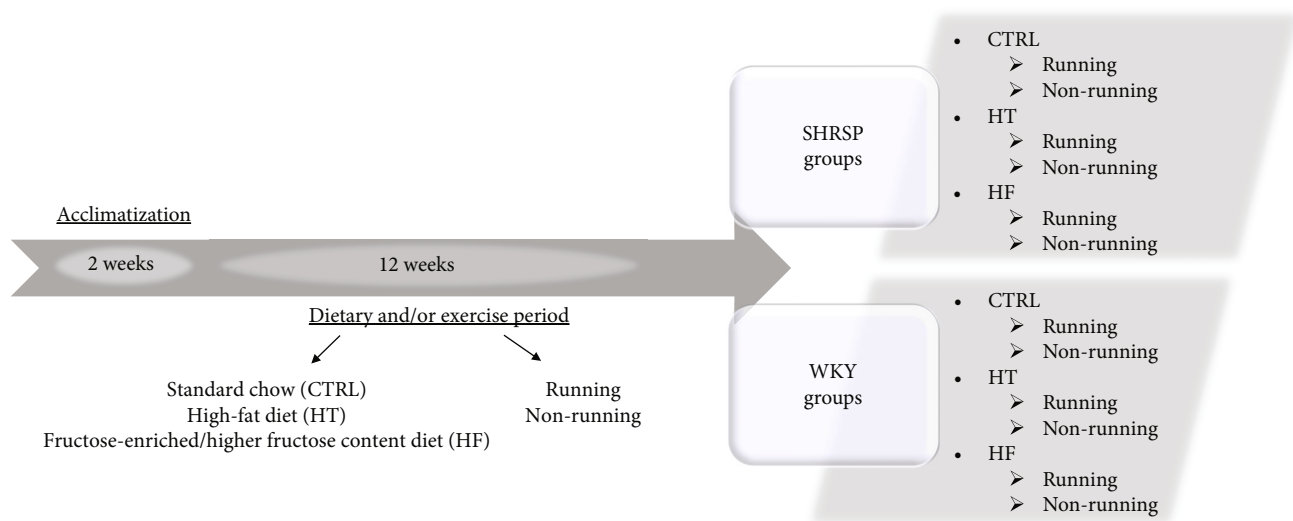 Acclimatization
2 weeks
12 weeks
Dietary and/or exercise period
Standard chow (CTRL)
High-fat diet (HT)
Fructose-enriched/higher fructose content diet (HF)
Running
Non-running
SHRSP
groups
• CTRL
➢ Running
➢ Non-running
• HT
➢ Running
➢ Non-running
• HF
➢ Running
➢ Non-running
WKY
groups
• CTRL
➢ Running
➢ Non-running
• HT
➢ Running
➢ Non-running
• HF
➢ Running
➢ Non-running